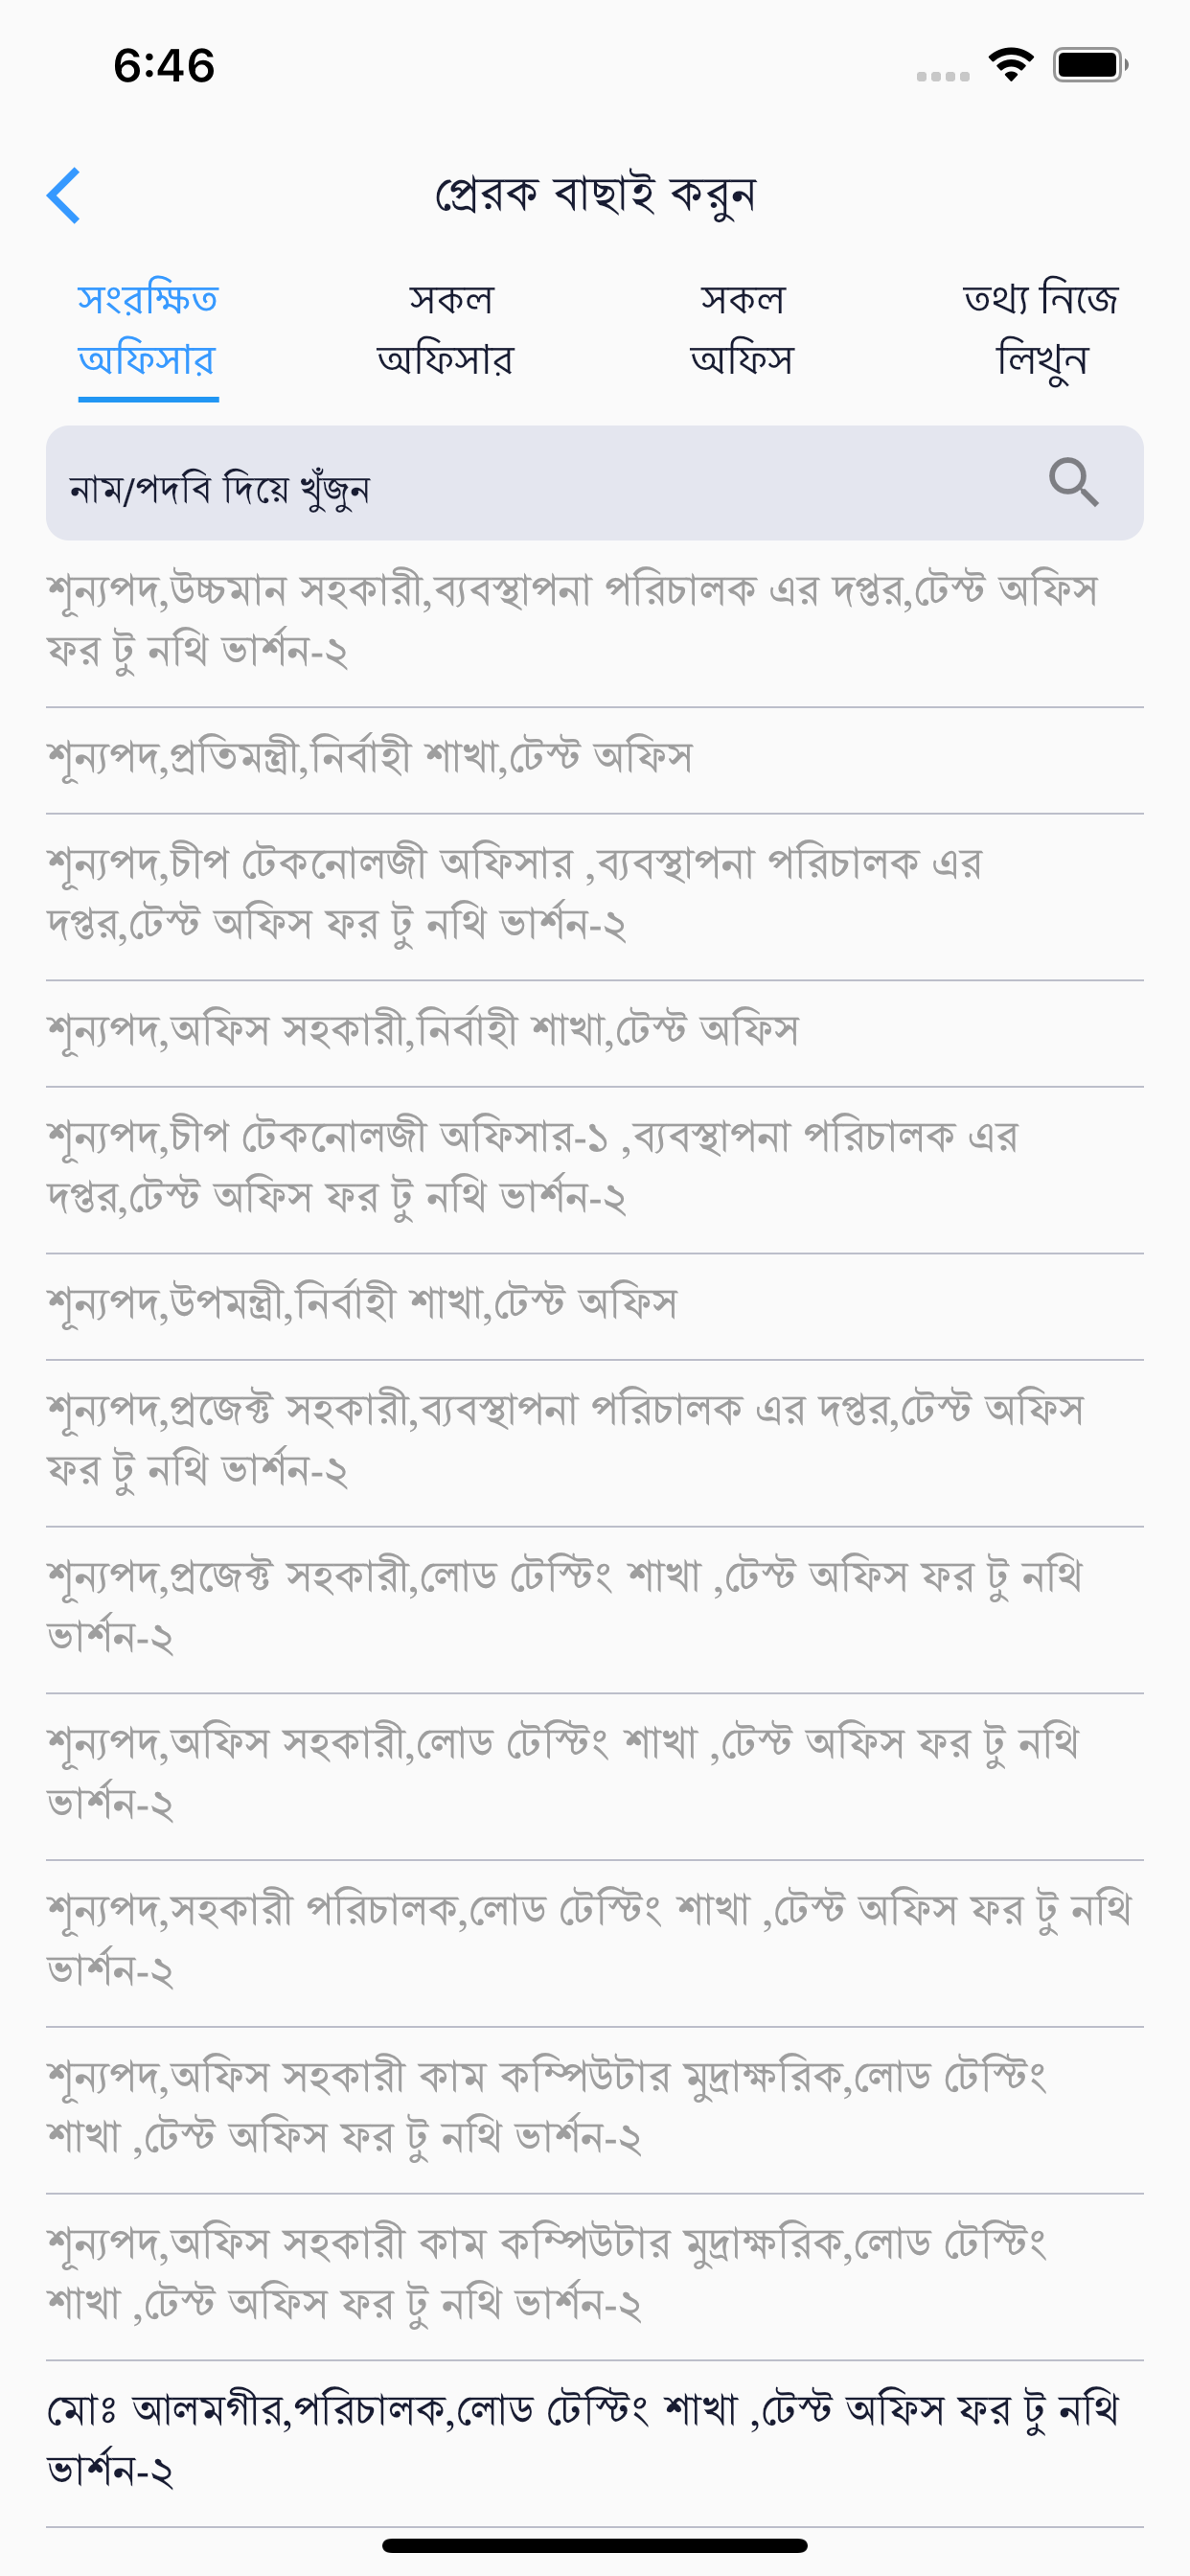 6:46
প্রেরক বাছাই করুন
সংরক্ষিত অফিসার
সকল অফিসার
সকল অফিস
তথ্য নিজে লিখুন
নাম/পদবি দিয়ে খুঁজুন
শূন্যপদ,উচ্চমান সহকারী,ব্যবস্থাপনা পরিচালক এর দপ্তর,টেস্ট অফিস
ফর টু নথি ভার্শন-২
শূন্যপদ,প্রতিমন্ত্রী,নির্বাহী শাখা,টেস্ট অফিস
শূন্যপদ,চীপ টেকনোলজী অফিসার ,ব্যবস্থাপনা পরিচালক এর
দপ্তর,টেস্ট অফিস ফর টু নথি ভার্শন-২
শূন্যপদ,অফিস সহকারী,নির্বাহী শাখা,টেস্ট অফিস
শূন্যপদ,চীপ টেকনোলজী অফিসার-১ ,ব্যবস্থাপনা পরিচালক এর
দপ্তর,টেস্ট অফিস ফর টু নথি ভার্শন-২
শূন্যপদ,উপমন্ত্রী,নির্বাহী শাখা,টেস্ট অফিস
শূন্যপদ,প্রজেক্ট সহকারী,ব্যবস্থাপনা পরিচালক এর দপ্তর,টেস্ট অফিস
ফর টু নথি ভার্শন-২
শূন্যপদ,প্রজেক্ট সহকারী,লোড টেস্টিং শাখা ,টেস্ট অফিস ফর টু নথি
ভার্শন-২
শূন্যপদ,অফিস সহকারী,লোড টেস্টিং শাখা ,টেস্ট অফিস ফর টু নথি
ভার্শন-২
শূন্যপদ,সহকারী পরিচালক,লোড টেস্টিং শাখা ,টেস্ট অফিস ফর টু নথি
ভার্শন-২
শূন্যপদ,অফিস সহকারী কাম কম্পিউটার মুদ্রাক্ষরিক,লোড টেস্টিং
শাখা ,টেস্ট অফিস ফর টু নথি ভার্শন-২
শূন্যপদ,অফিস সহকারী কাম কম্পিউটার মুদ্রাক্ষরিক,লোড টেস্টিং
শাখা ,টেস্ট অফিস ফর টু নথি ভার্শন-২
মোঃ আলমগীর,পরিচালক,লোড টেস্টিং শাখা ,টেস্ট অফিস ফর টু নথি
ভার্শন-২